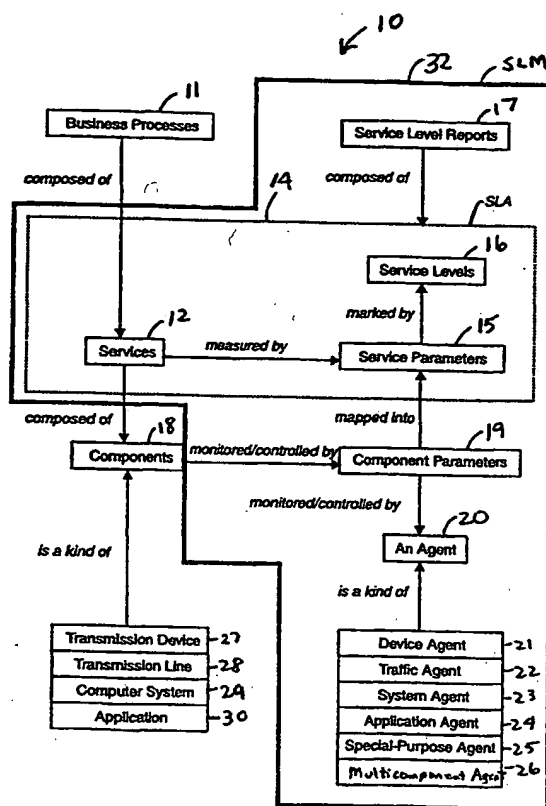 10
32
SLM
11
17
Business Processes
Service Level Reports
composed of
14
composed of
SLA
16
Service Levels
marked by
12
15
Services
measured by
Service Parameters
composed of
18
mapped into
19
Components
monitored/controlled by
Component Parameters
monitored/controlled by
20
An Agent
is a kind of
is a kind of
Transmission Device 27
Transmission Line 28
Computer System 29
Application 30
Device Agent 21
Traffic Agent 22
System Agent 23
Application Agent 24
Special-Purpose Agent 25
Multicomponent Agent 26